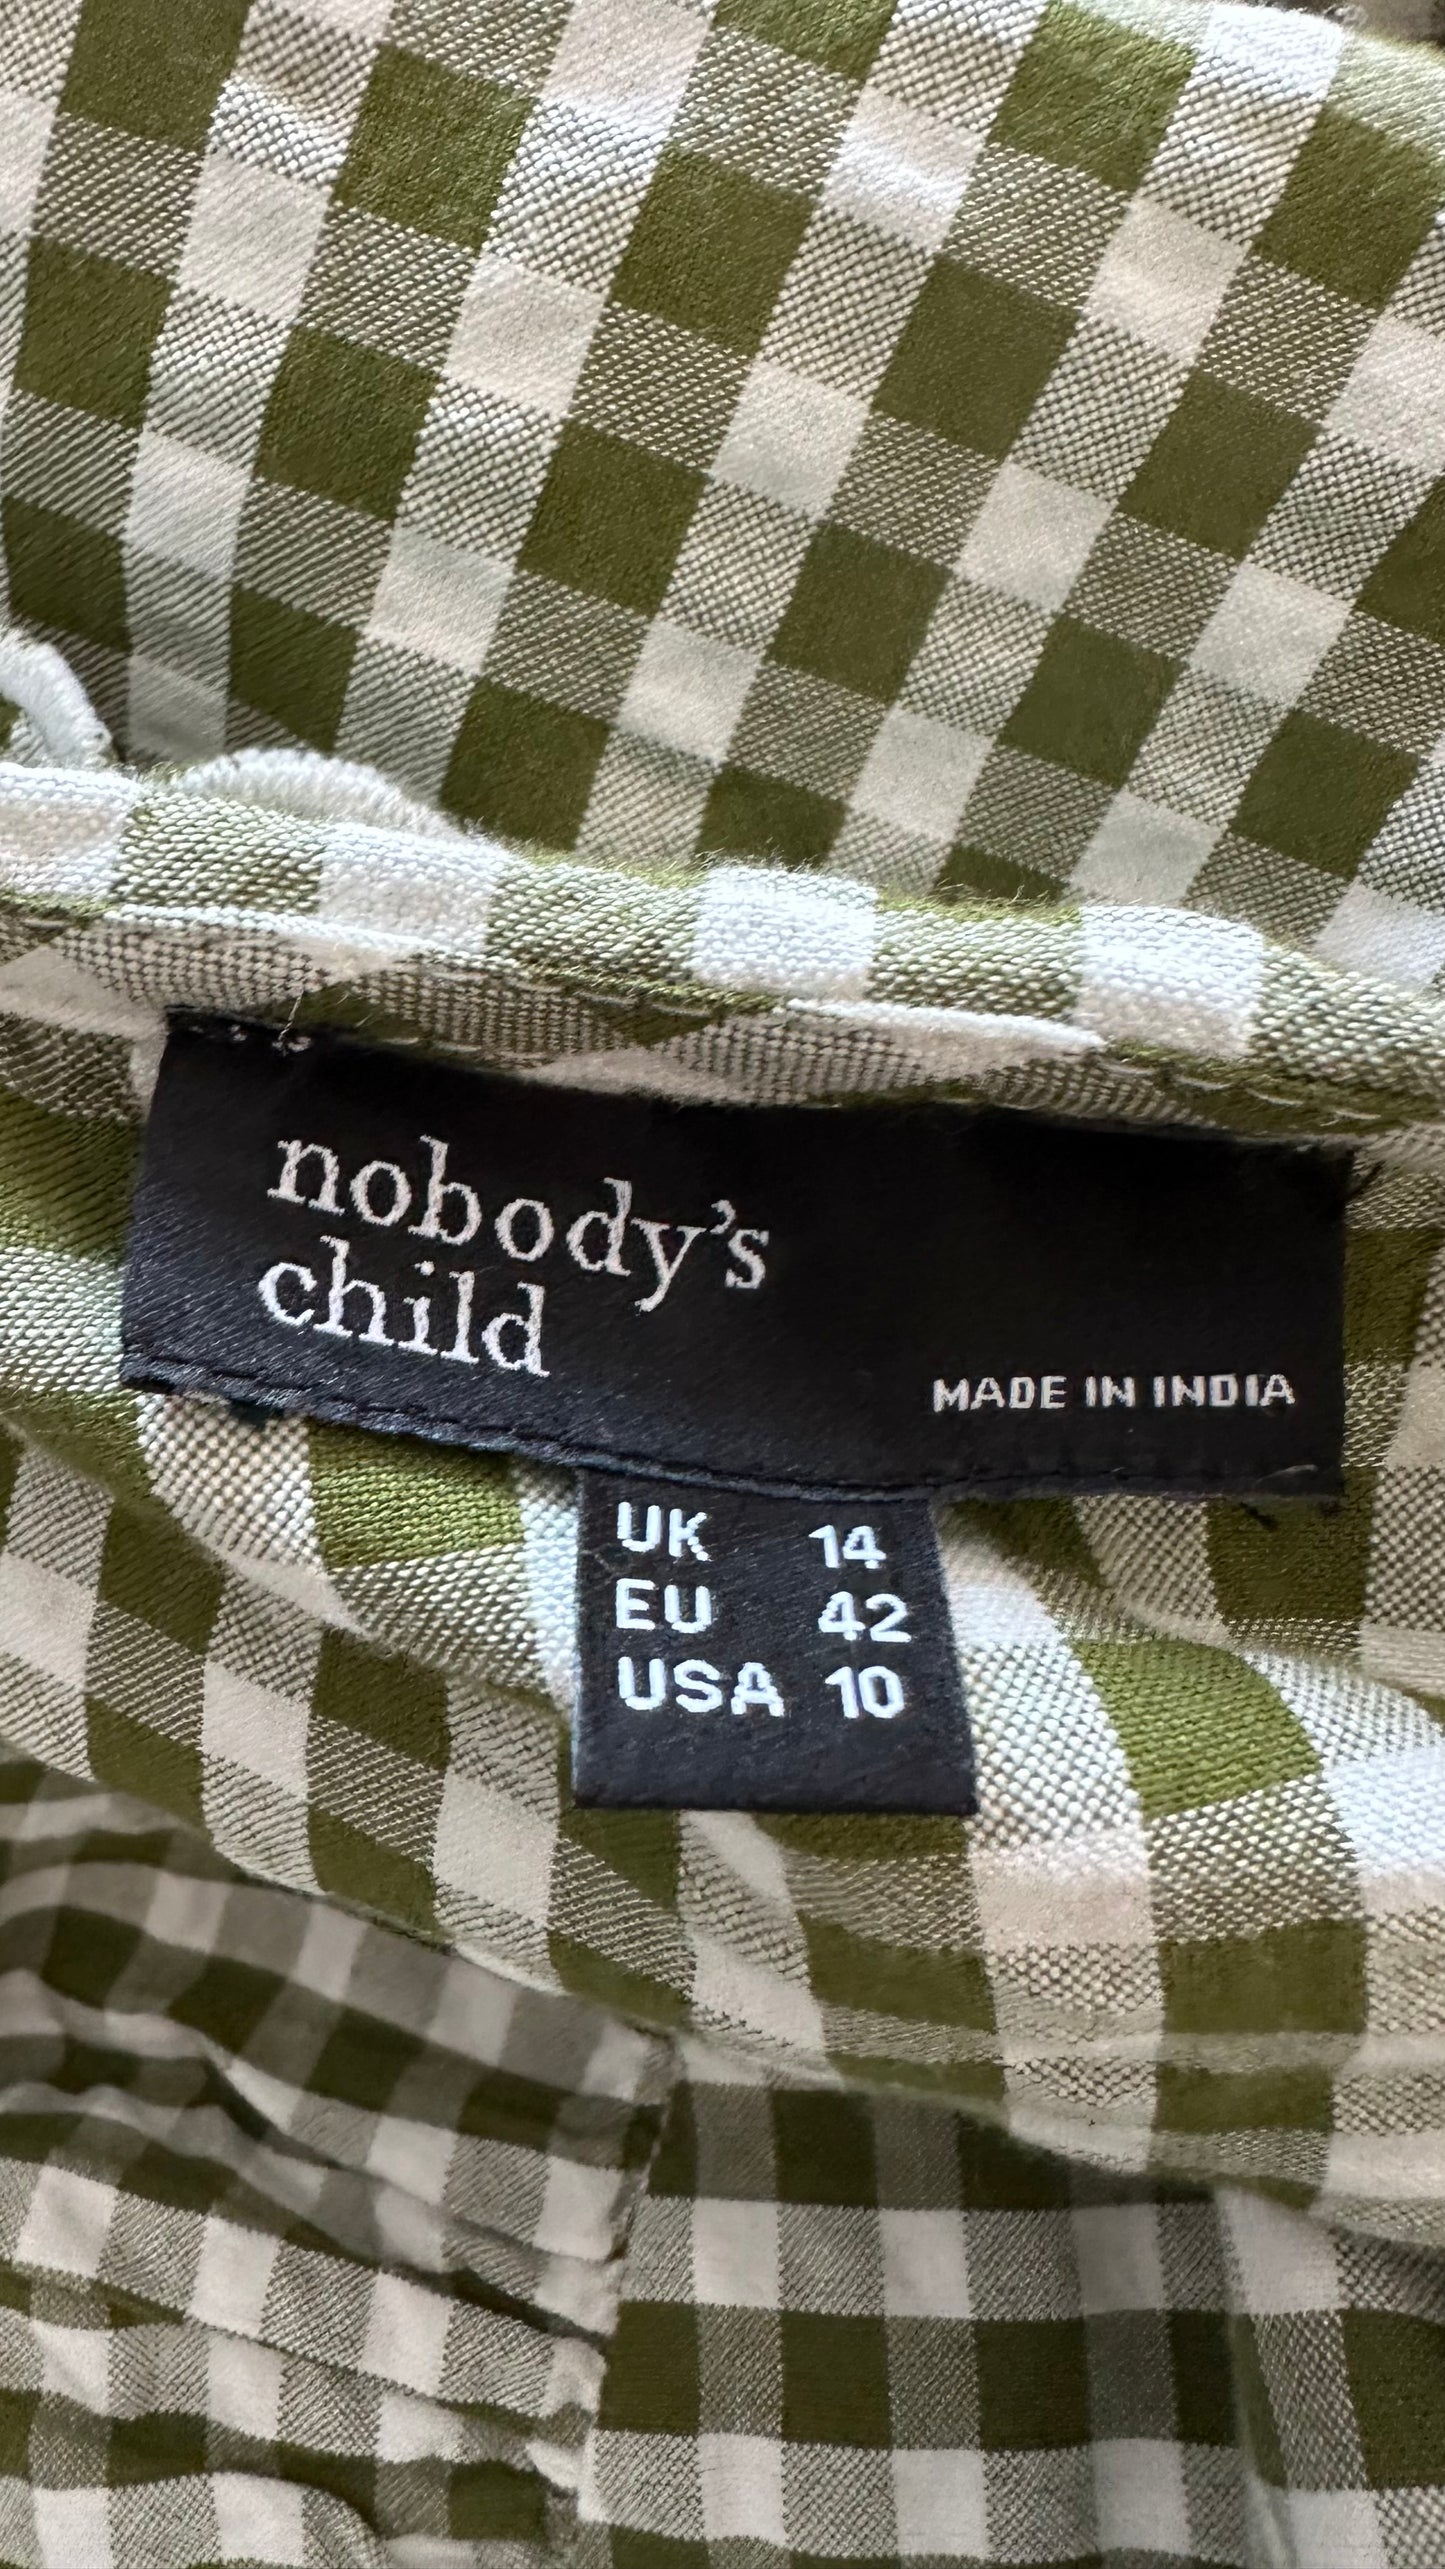 nobody's
child
MADE IN INDIA
UK 14
EU 42
USA 10